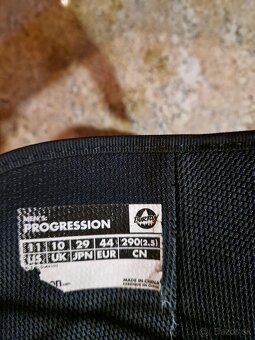 MEN'S:
PROGRESSION
11 10 29 44 290(2.5)
US UK JPN EUR CN
MADE IN CHINA